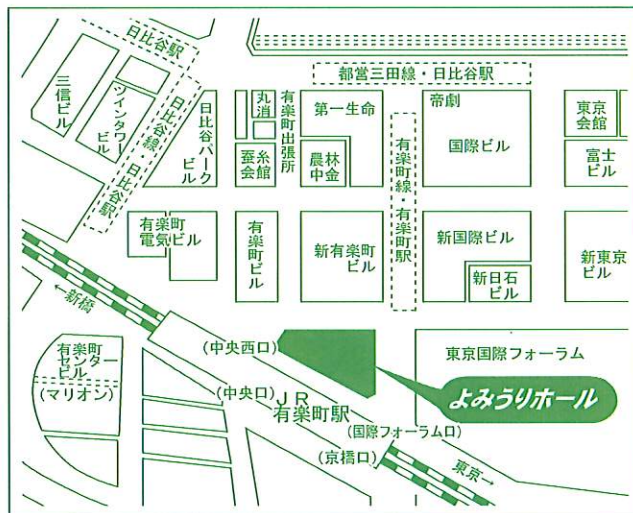 日比谷駅
三信ビル
ツインタワー
ビル
日比谷線・日比谷駅
日比谷パーク
ビル
都営三田線・日比谷駅
丸消
蚕糸
会館
有楽町出張所
第一生命
農林
中金
有楽町線・有楽町駅
帝劇
国際ビル
東京
会館
富士
ビル
有楽町
電気ビル
有楽町ビル
新有楽町
ビル
新国際ビル
新日石
ビル
新東京
ビル
←新橋
有楽町
センター
ビル
(マリオン)
(中央西口)
(中央口)
JR
有楽町駅
(国際フォーラム口)
(京橋口)
東京国際フォーラム
よみうりホール
東京→